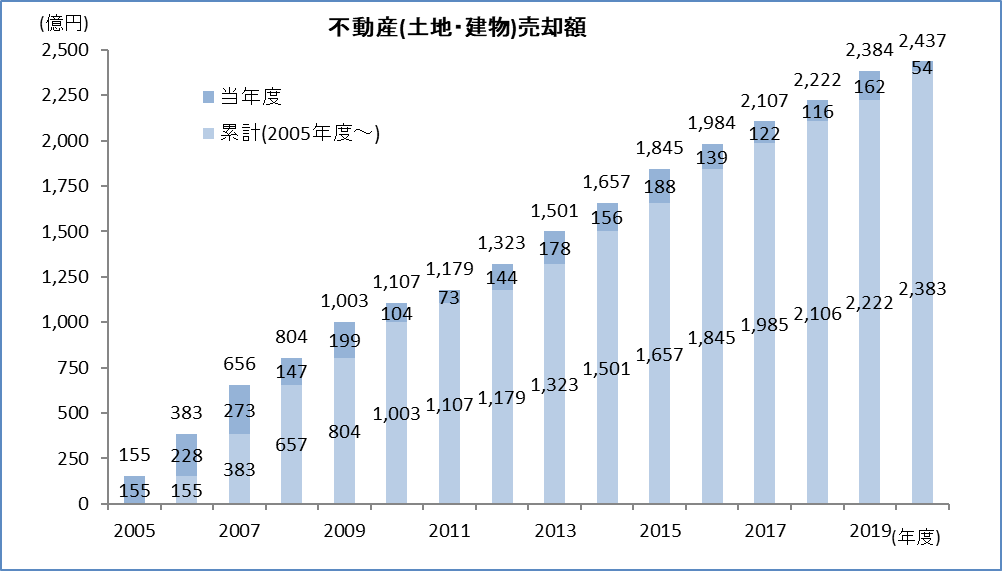 不動産(土地・建物)売却額
(億円)
当年度
累計(2005年度～)
2,500
2,250
2,000
1,750
1,500
1,250
1,000
750
500
250
0
155 383 656 804 1,003 1,107 1,179 1,323 1,501 1,657 1,845 1,984 2,107 2,222 2,384 2,437
155 228 273 147 199 104 73 144 178 156 188 139 122 116 162 54
155 383 657 804 1,003 1,107 1,179 1,323 1,501 1,657 1,845 1,985 2,106 2,222 2,383
2005 2007 2009 2011 2013 2015 2017 2019 (年度)